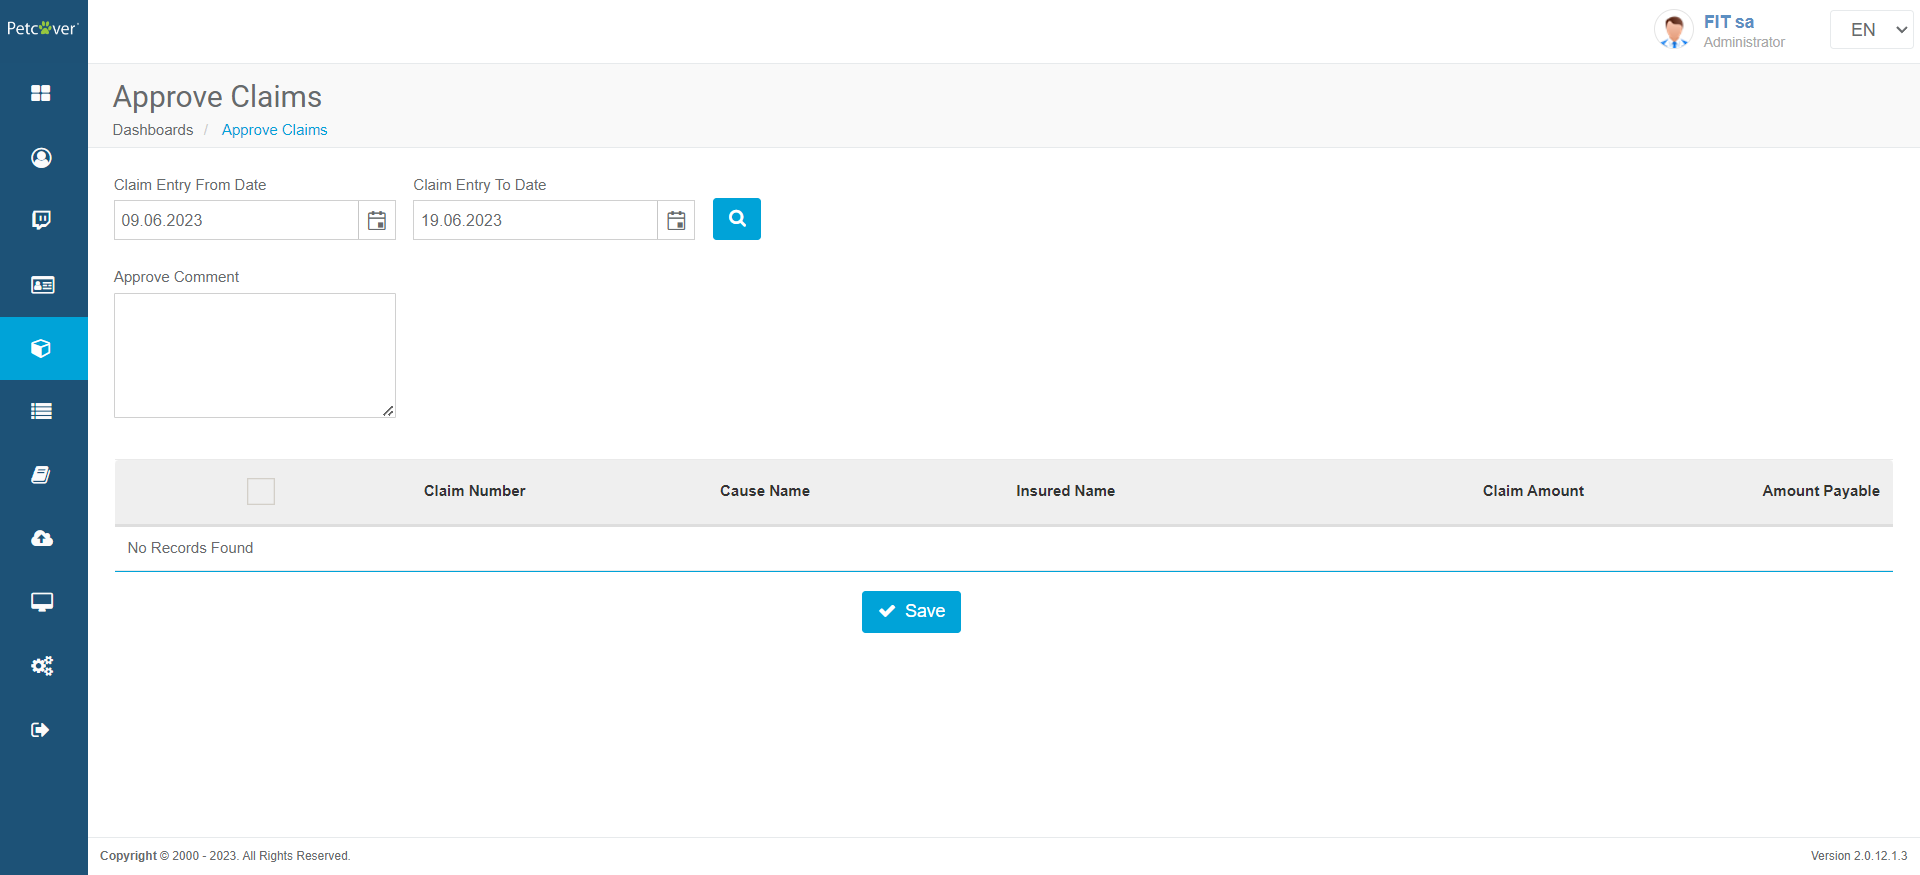 Petcover
FIT sa
Administrator
EN
Approve Claims
Dashboards / Approve Claims
Claim Entry From Date
Claim Entry To Date
09.06.2023
19.06.2023
Approve Comment
Claim Number Cause Name Insured Name Claim Amount Amount Payable
No Records Found
Save
Copyright © 2000 - 2023. All Rights Reserved.
Version 2.0.12.1.3